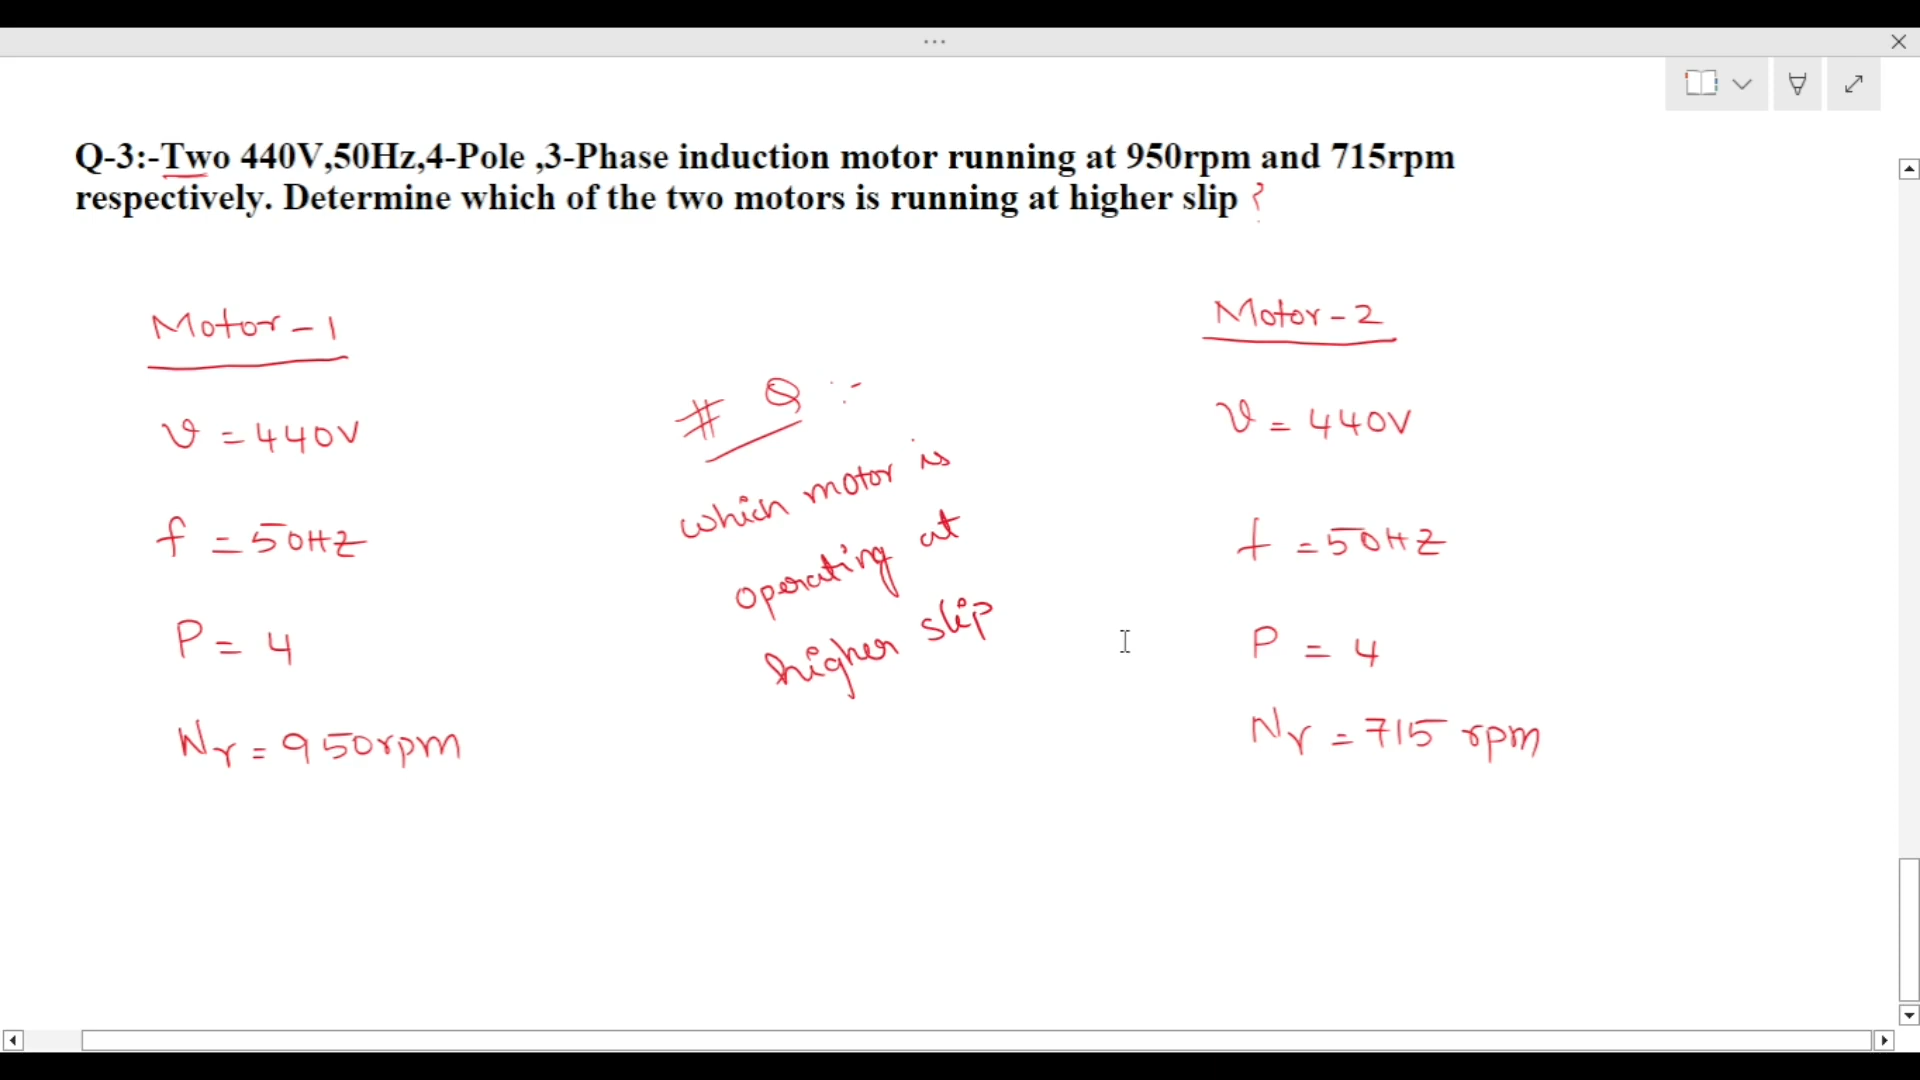 Q-3:-Two 440V,50Hz,4-Pole ,3-Phase induction motor running at 950rpm and 715rpm
respectively. Determine which of the two motors is running at higher slip ?
Motor-1
V = 440V
f = 50HZ
P = 4
Nr = 950rpm
# Q :-
which motor is
operating at
higher slip
Motor-2
V = 440V
f = 50HZ
P = 4
Nr = 715 rpm